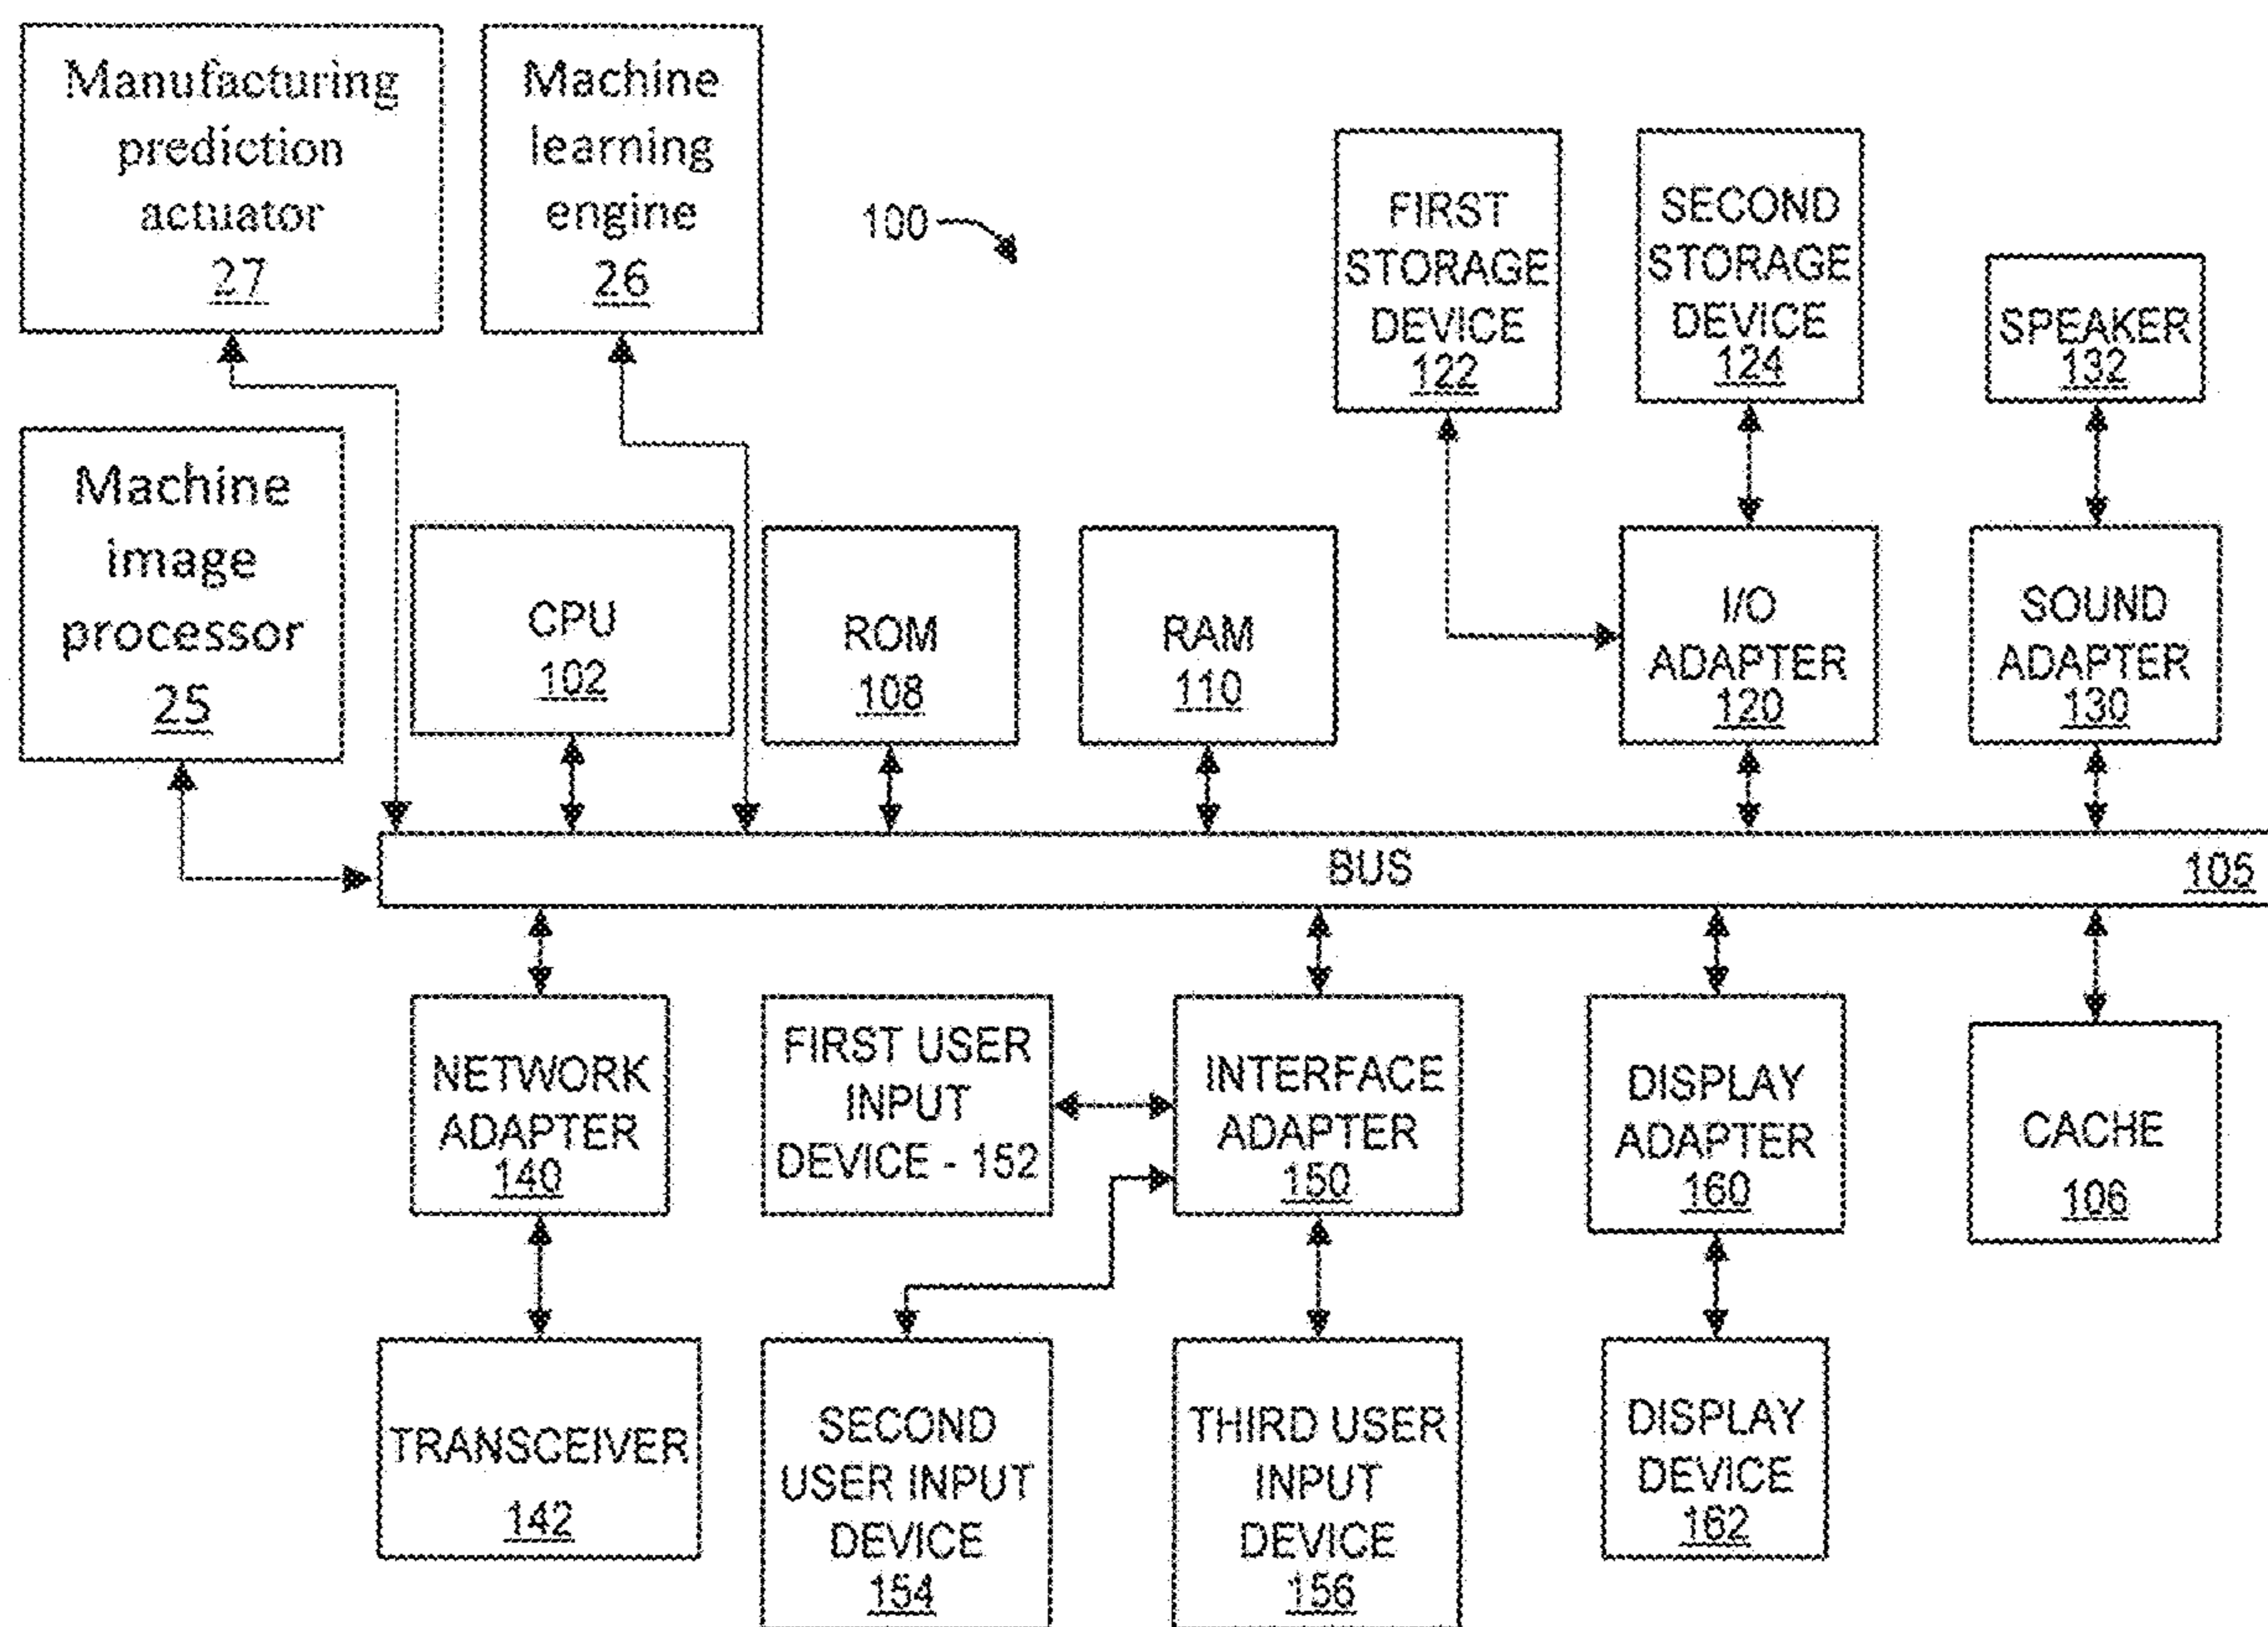 Manufacturing
prediction
actuator
27
Machine
learning
engine
26
100
FIRST
STORAGE
DEVICE
122
SECOND
STORAGE
DEVICE
124
SPEAKER
132
Machine
image
processor
25
CPU
102
ROM
108
RAM
110
I/O
ADAPTER
120
SOUND
ADAPTER
130
BUS
105
NETWORK
ADAPTER
140
FIRST USER
INPUT
DEVICE - 152
INTERFACE
ADAPTER
150
DISPLAY
ADAPTER
160
CACHE
106
TRANSCEIVER
142
SECOND
USER INPUT
DEVICE
154
THIRD USER
INPUT
DEVICE
156
DISPLAY
DEVICE
162